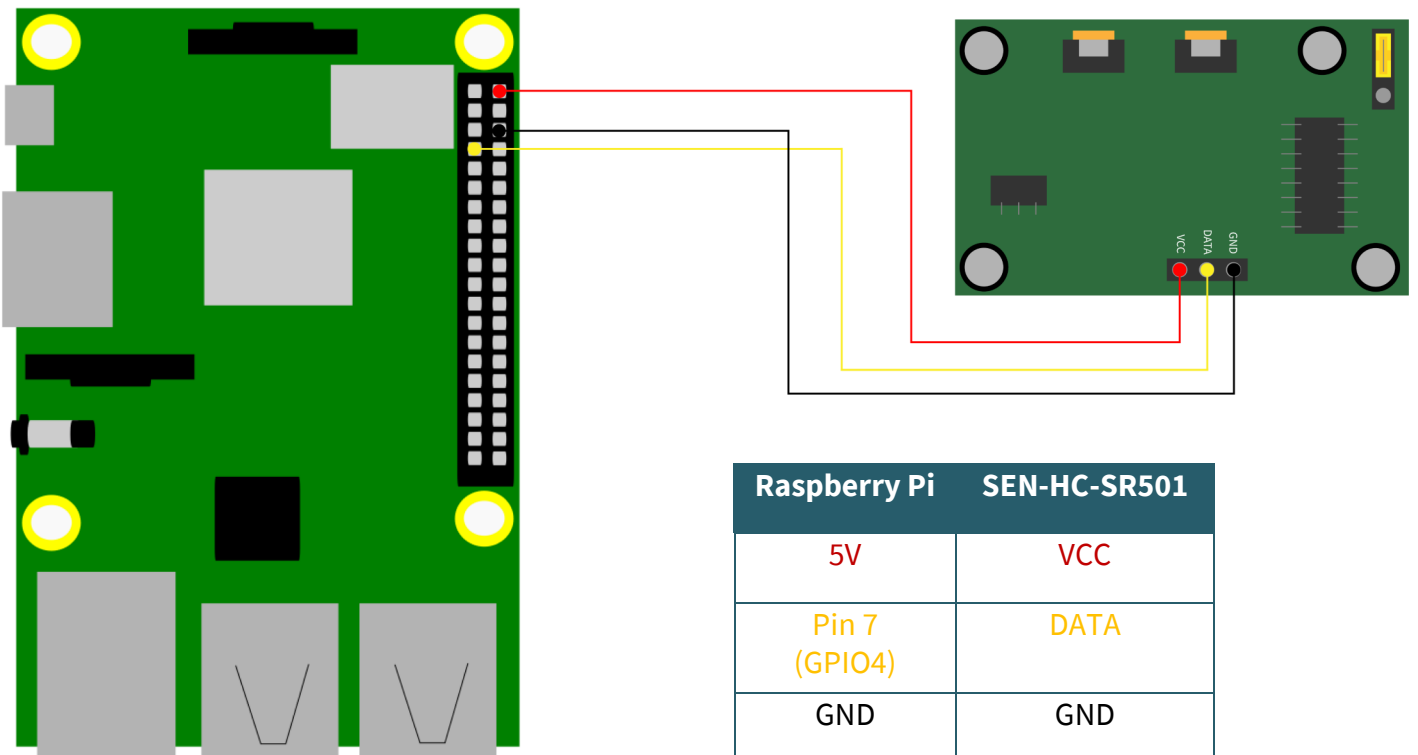 VCC
DATA
GND
Raspberry Pi SEN-HC-SR501
5V VCC
Pin 7 DATA
(GPIO4)
GND GND